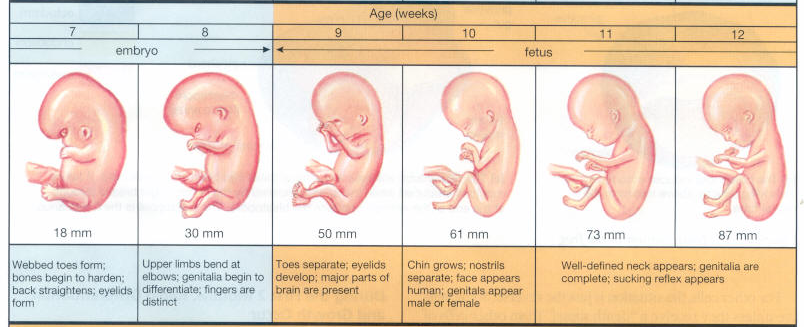 Age (weeks)
7 8 9 10 11 12
embryo fetus
18 mm 30 mm 50 mm 61 mm 73 mm 87 mm
Webbed toes form;
bones begin to harden;
back straightens; eyelids
form
Upper limbs bend at
elbows; genitalia begin to
differentiate; fingers are
distinct
Toes separate; eyelids
develop; major parts of
brain are present
Chin grows; nostrils
separate; face appears
human; genitals appear
male or female
Well-defined neck appears; genitalia are
complete; sucking reflex appears